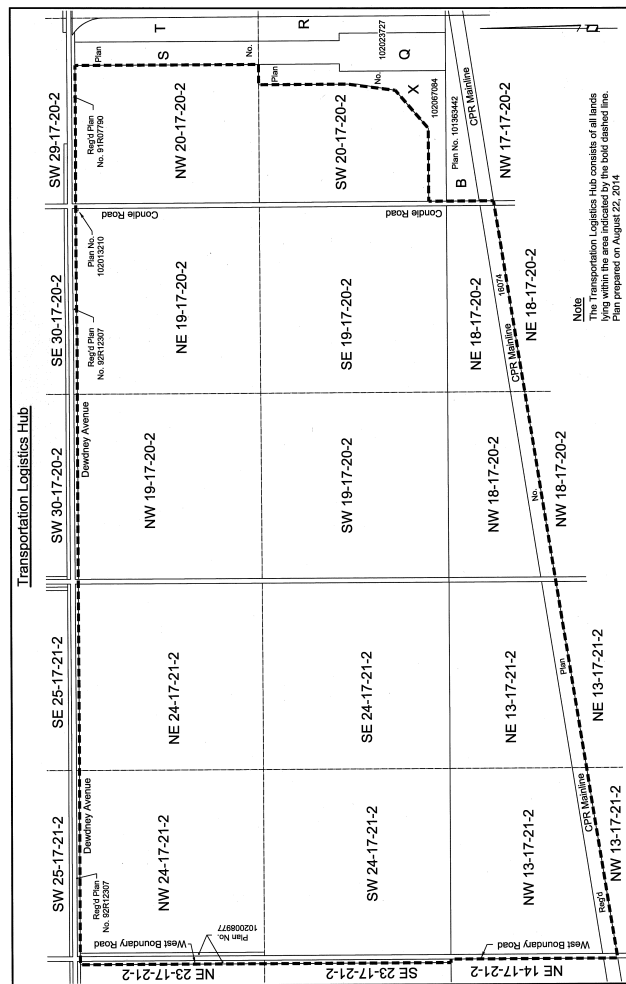 Transportation Logistics Hub
SW 25-17-21-2
SE 25-17-21-2
SW 30-17-20-2
SE 30-17-20-2
SW 29-17-20-2
Reg'd Plan
No. 92R12307
Dewdney Avenue
Dewdney Avenue
Reg'd Plan
No. 92R12307
Plan No.
102013210
Reg'd Plan
No. 91R07790
Plan
S
No.
T
R
West Boundary Road
Plan No.
102008977
NE 23-17-21-2
NW 24-17-21-2
NE 24-17-21-2
NW 19-17-20-2
NE 19-17-20-2
Condie Road
NW 20-17-20-2
SE 23-17-21-2
SW 24-17-21-2
SE 24-17-21-2
SW 19-17-20-2
SE 19-17-20-2
Condie Road
SW 20-17-20-2
Plan
No.
102023727
Q
X
102067084
NE 14-17-21-2
West Boundary Road
NW 13-17-21-2
NE 13-17-21-2
NW 18-17-20-2
NE 18-17-20-2
B
Plan No. 101363442
CPR Mainline
Reg'd
CPR Mainline
Plan
No.
CPR Mainline
16074
NW 13-17-21-2
NE 13-17-21-2
NW 18-17-20-2
NE 18-17-20-2
NW 17-17-20-2
Note
The Transportation Logistics Hub consists of all lands
lying within the area indicated by the bold dashed line.
Plan prepared on August 22, 2014